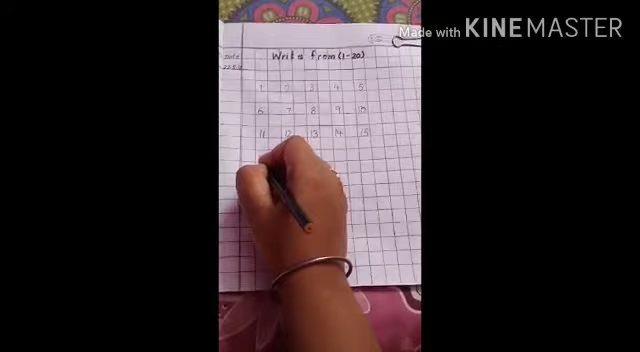 Made with KINEMASTER
Date
Write from (1-20)
1 2 3 4 5
6 7 8 9 10
11 12 13 14 15